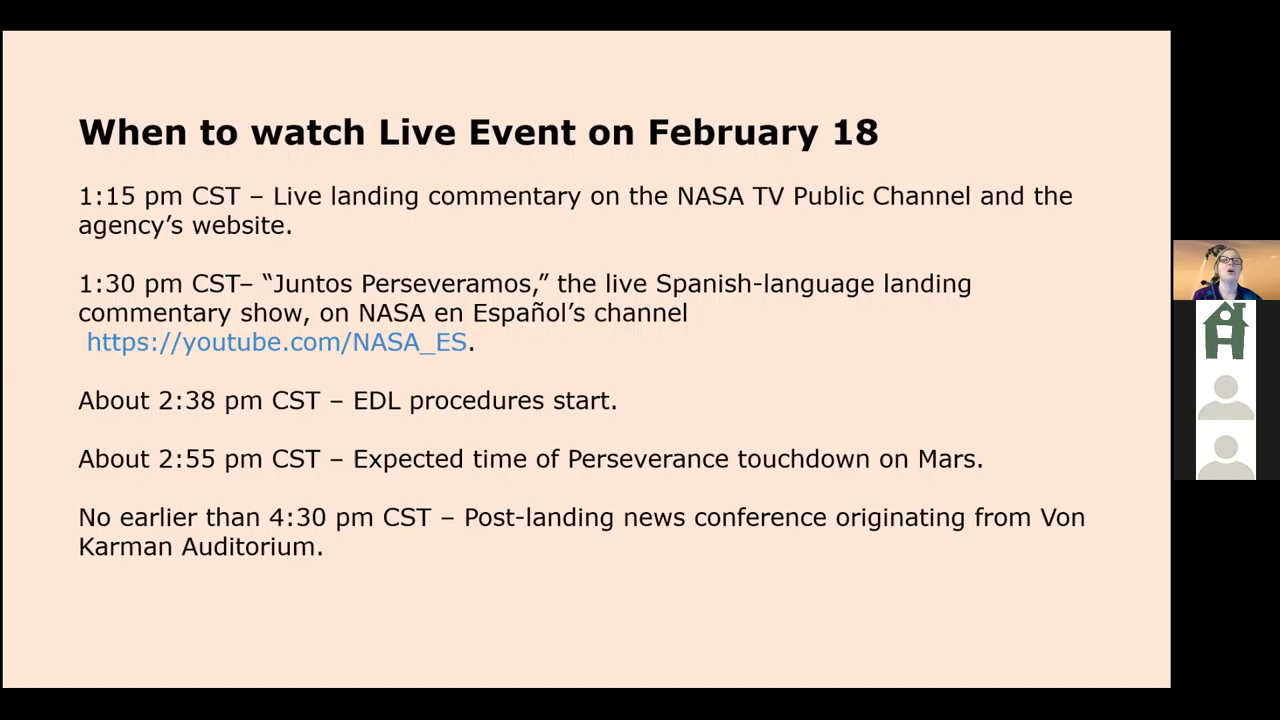 When to watch Live Event on February 18
1:15 pm CST – Live landing commentary on the NASA TV Public Channel and the
agency’s website.
1:30 pm CST– “Juntos Perseveramos,” the live Spanish-language landing
commentary show, on NASA en Español’s channel
https://youtube.com/NASA_ES.
About 2:38 pm CST – EDL procedures start.
About 2:55 pm CST – Expected time of Perseverance touchdown on Mars.
No earlier than 4:30 pm CST – Post-landing news conference originating from Von
Karman Auditorium.